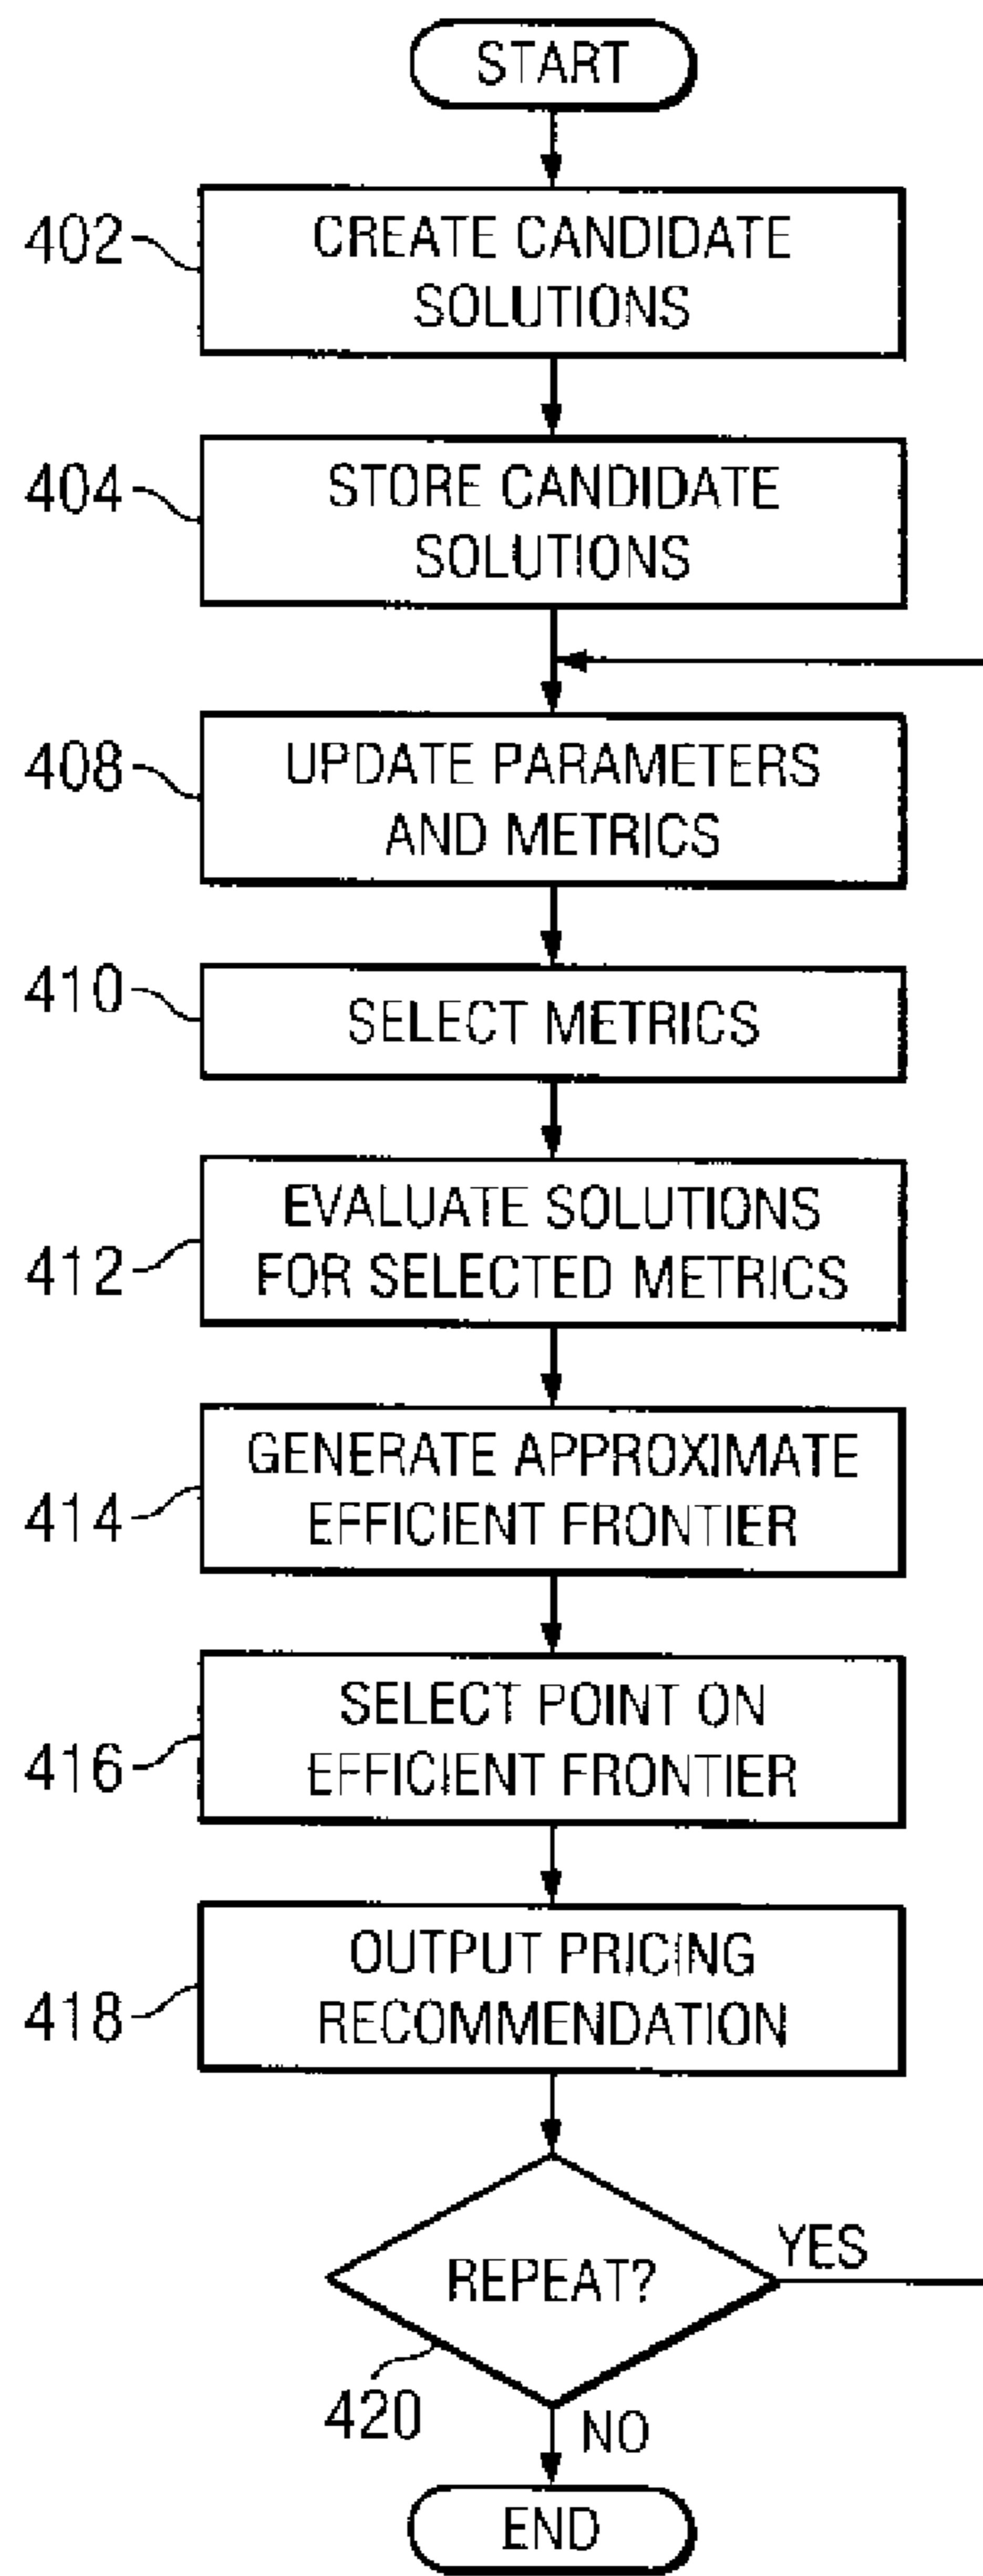 START
402
CREATE CANDIDATE
SOLUTIONS
404
STORE CANDIDATE
SOLUTIONS
408
UPDATE PARAMETERS
AND METRICS
410
SELECT METRICS
412
EVALUATE SOLUTIONS
FOR SELECTED METRICS
414
GENERATE APPROXIMATE
EFFICIENT FRONTIER
416
SELECT POINT ON
EFFICIENT FRONTIER
418
OUTPUT PRICING
RECOMMENDATION
REPEAT?
YES
420
NO
END